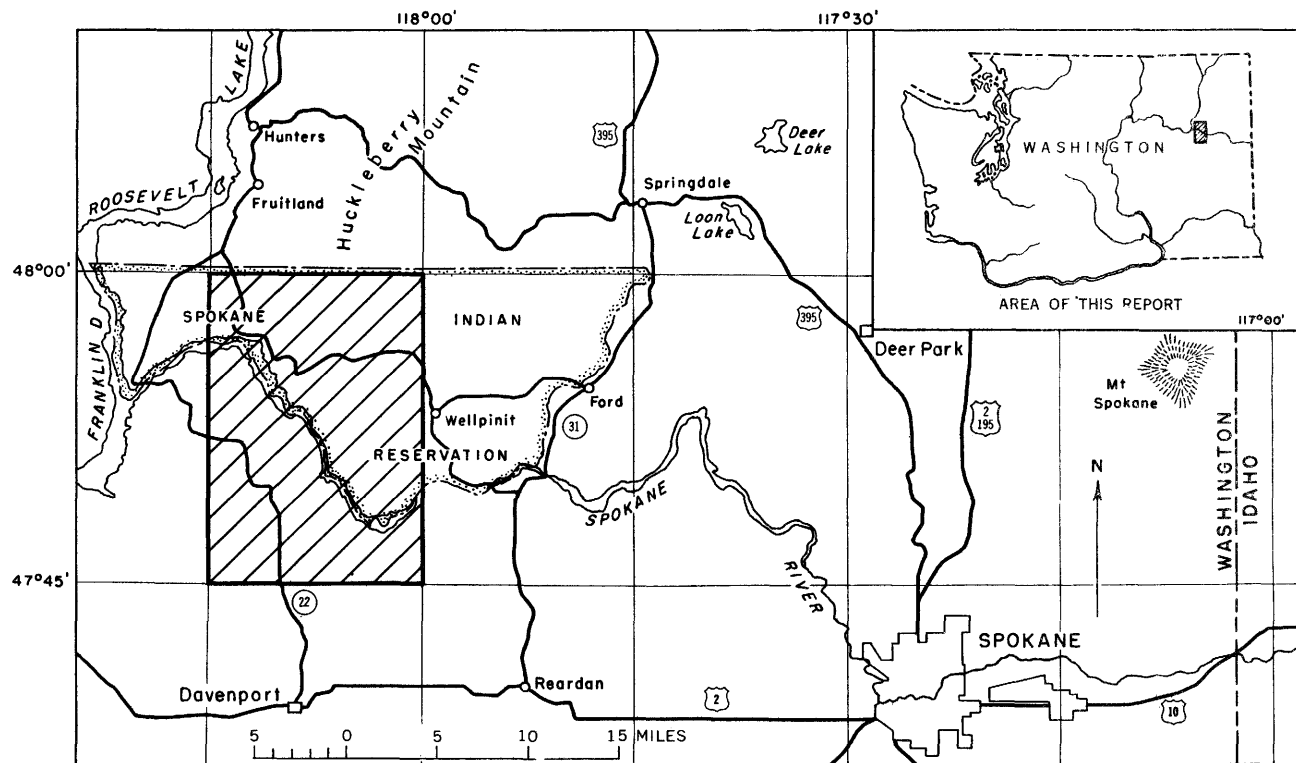 118°00'
117°30'
LAKE
Hunters
Huckleberry
Mountain
395
Deer
Lake
WASHINGTON
ROOSEVELT
Fruitland
Springdale
Loon
Lake
48°00'
AREA OF THIS REPORT
SPOKANE
INDIAN
395
117°00'
FRANKLIN D
Deer Park
Mt
Spokane
Wellpinit
Ford
31
2
195
RESERVATION
N
SPOKANE
WASHINGTON
IDAHO
47°45'
RIVER
22
SPOKANE
Davenport
Reardan
2
10
5 0 5 10 15 MILES